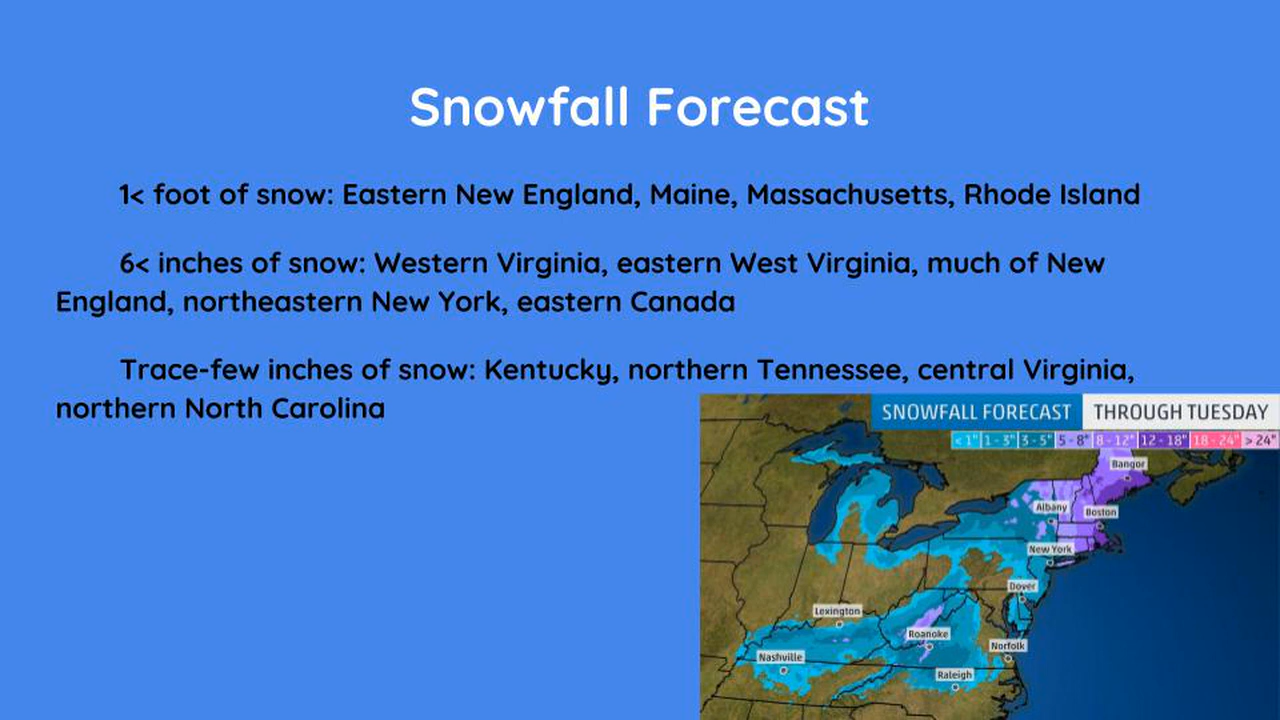 Snowfall Forecast
1< foot of snow: Eastern New England, Maine, Massachusetts, Rhode Island
6< inches of snow: Western Virginia, eastern West Virginia, much of New
England, northeastern New York, eastern Canada
Trace-few inches of snow: Kentucky, northern Tennessee, central Virginia,
northern North Carolina
SNOWFALL FORECAST THROUGH TUESDAY
< 1" 1 - 3" 3 - 5" 5 - 8" 8 - 12" 12 - 18" 18 - 24" > 24"
Bangor
Albany Boston
New York
Dover
Lexington
Roanoke
Norfolk
Nashville
Raleigh